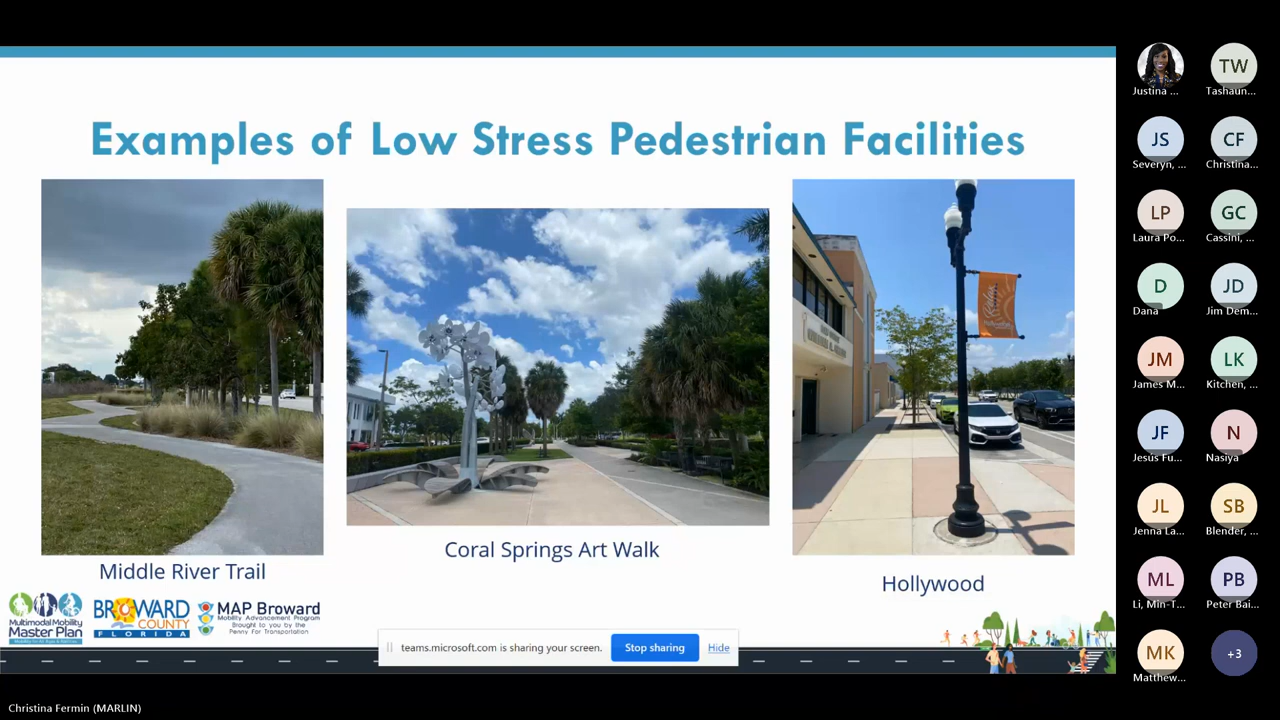 Examples of Low Stress Pedestrian Facilities
Middle River Trail
Coral Springs Art Walk
Hollywood
Multimodal Mobility
Master Plan
BROWARD
COUNTY
FLORIDA
MAP Broward
Mobility Advancement Program
Brought to you by the
Penny For Transportation
teams.microsoft.com is sharing your screen.
Stop sharing
Hide
Justina ...
TW
Tashaun...
JS
Severyn, ...
CF
Christina...
LP
Laura Po...
GC
Cassini, ...
D
Dana
JD
Jim Dem...
JM
James M...
LK
Kitchen, ...
JF
Jesús Fu...
N
Nasiya
JL
Jenna La...
SB
Blender, ...
ML
Li, Min-T...
PB
Peter Bai...
MK
Matthew...
+3
Christina Fermin (MARLIN)